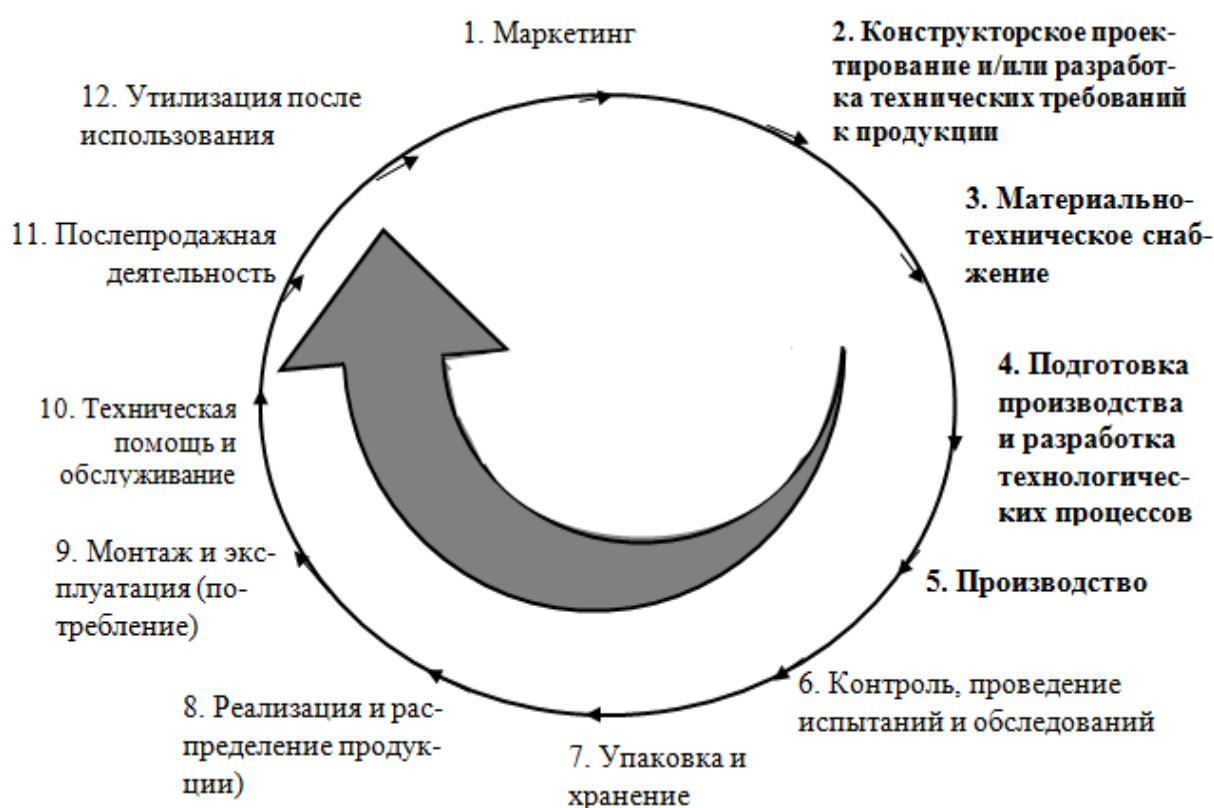 1. Маркетинг
2. Конструкторское проек-
тирование и/или разработ-
ка технических требований
к продукции
3. Материально-
техническое снаб-
жение
4. Подготовка
производства
и разработка
технологичес-
ких процессов
5. Производство
6. Контроль, проведение
испытаний и обследований
7. Упаковка и
хранение
8. Реализация и рас-
пределение продук-
ции)
9. Монтаж и экс-
плуатация (по-
требление)
10. Техническая
помощь и
обслуживание
11. Послепродажная
деятельность
12. Утилизация после
использования